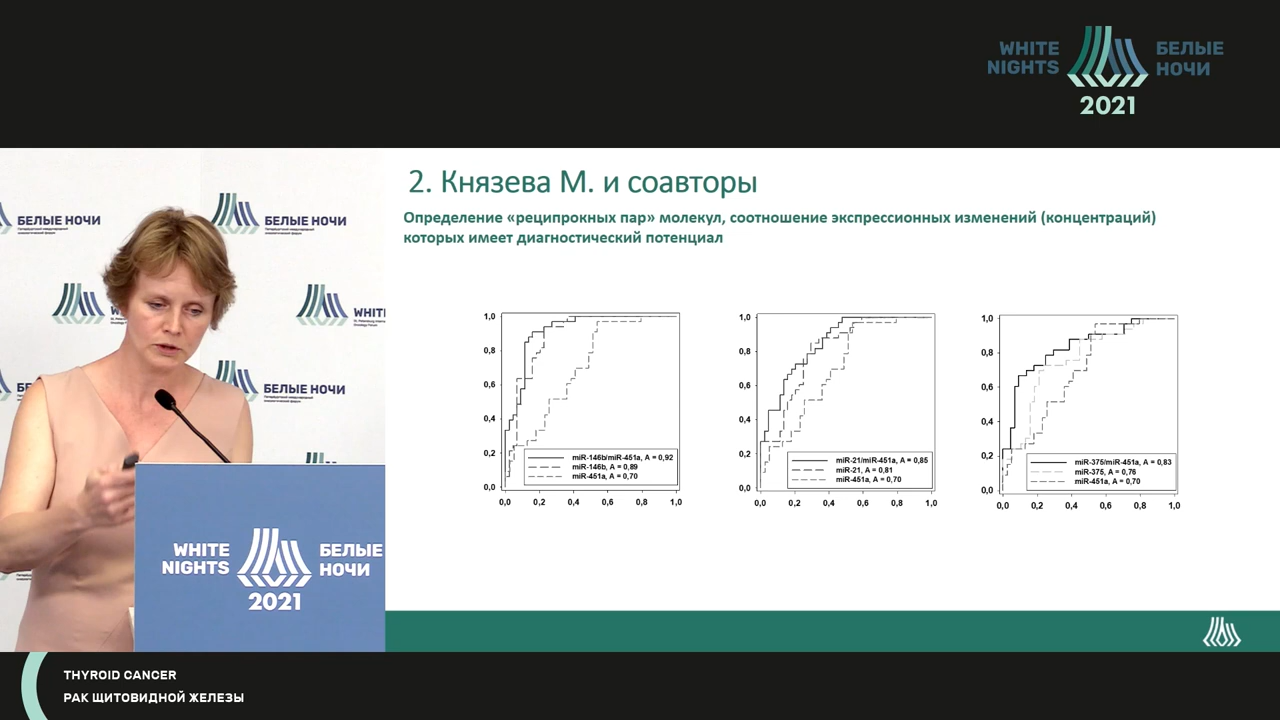 WHITE
NIGHTS
БЕЛЫЕ
НОЧИ
2021
2. Князева М. и соавторы
Определение «реципрокных пар» молекул, соотношение экспрессионных изменений (концентраций)
которых имеет диагностический потенциал
1,0
0,8
0,6
0,4
0,2
0,0
0,0 0,2 0,4 0,6 0,8 1,0
miR-146b/miR-451a, A = 0,92
miR-146b, A = 0,89
miR-451a, A = 0,70
1,0
0,8
0,6
0,4
0,2
0,0
0,0 0,2 0,4 0,6 0,8 1,0
miR-21/miR-451a, A = 0,85
miR-21, A = 0,81
miR-451a, A = 0,70
1,0
0,8
0,6
0,4
0,2
0,0
0,0 0,2 0,4 0,6 0,8 1,0
miR-375/miR-451a, A = 0,83
miR-375, A = 0,76
miR-451a, A = 0,70
БЕЛЫЕ НОЧИ
БЕЛЫЕ НОЧИ
WHIT
БЕЛЫЕ НОЧИ
WHITE
NIGHTS
БЕЛЫЕ
НОЧИ
2021
THYROID CANCER
РАК ЩИТОВИДНОЙ ЖЕЛЕЗЫ